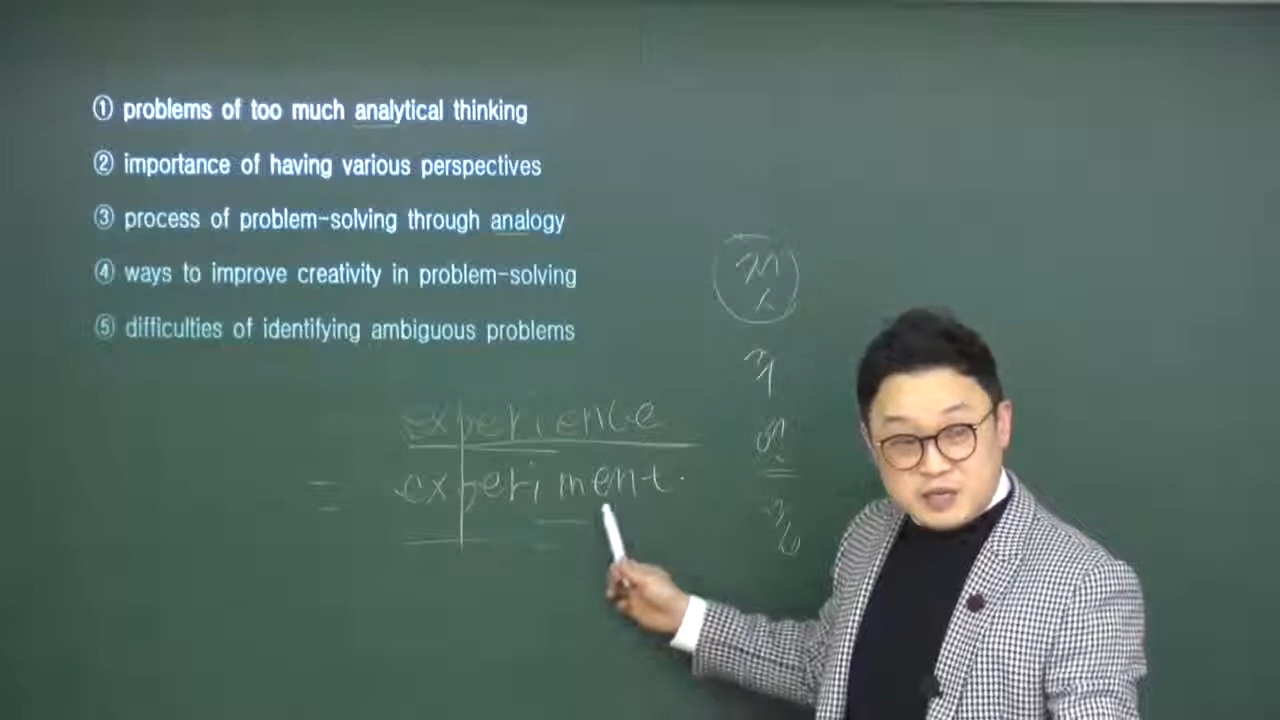 ① problems of too much analytical thinking
② importance of having various perspectives
③ process of problem-solving through analogy
④ ways to improve creativity in problem-solving
⑤ difficulties of identifying ambiguous problems
experience
= experiment